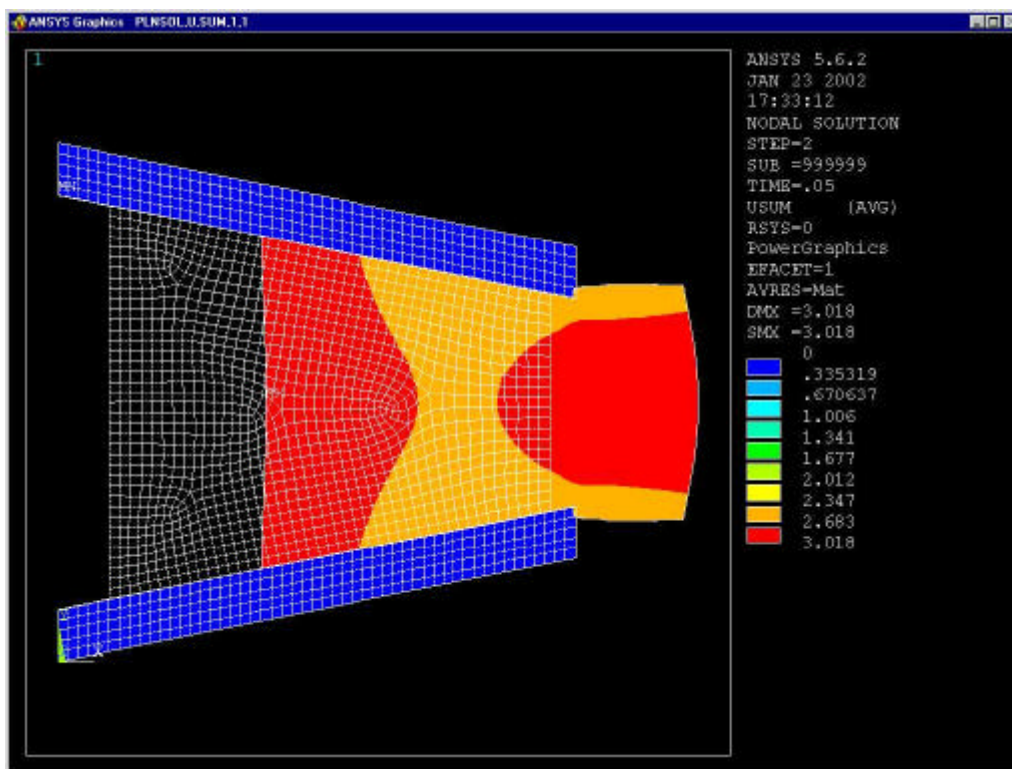 ANSYS Graphics PLNSOL,U,SUM,1,1
1
ANSYS 5.6.2
JAN 23 2002
17:33:12
NODAL SOLUTION
STEP=2
SUB =999999
TIME=.05
USUM (AVG)
RSYS=0
PowerGraphics
EFACET=1
AVRES=Mat
DMX =3.018
SMX =3.018
0
.335319
.670637
1.006
1.341
1.677
2.012
2.347
2.683
3.018
MN
X